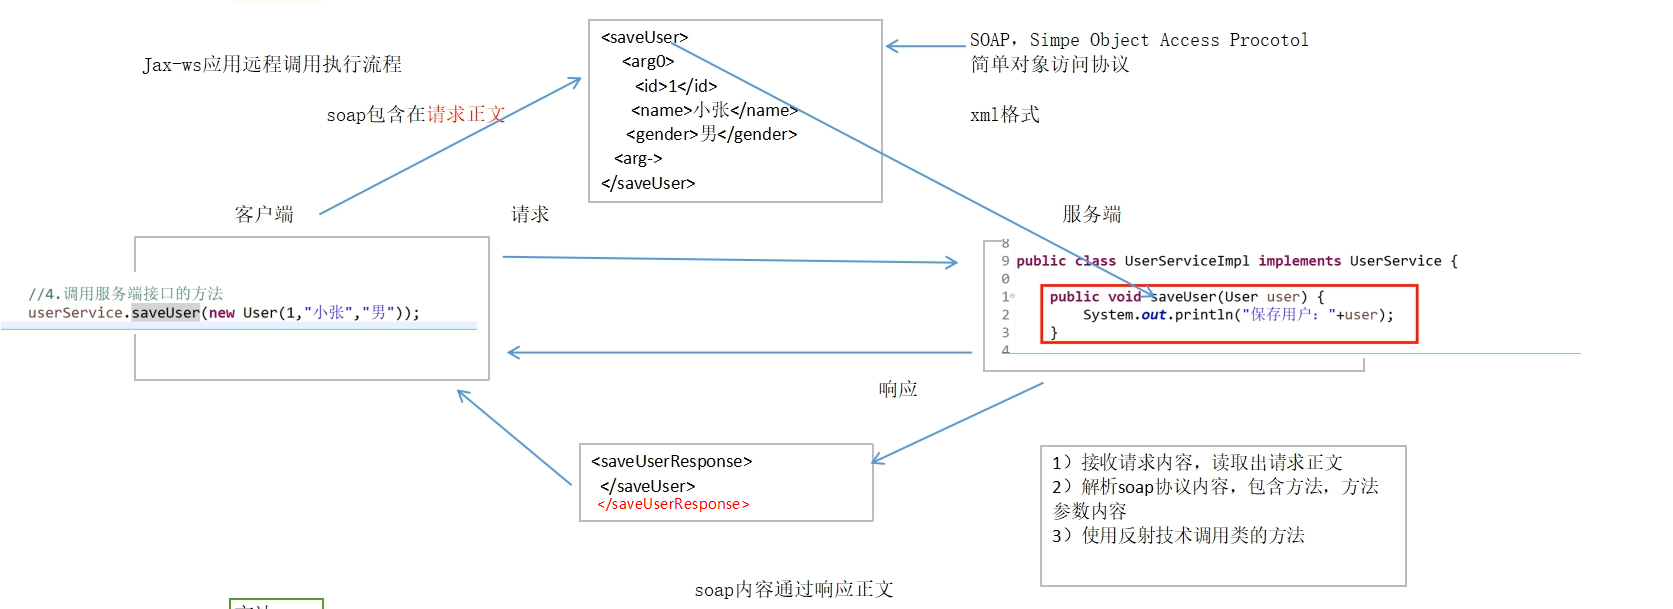 Jax-ws应用远程调用执行流程
soap包含在请求正文
<saveUser>
<arg0>
<id>1</id>
<name>小张</name>
<gender>男</gender>
<arg->
</saveUser>
SOAP，Simpe Object Access Procotol
简单对象访问协议
xml格式
客户端
请求
服务端
//4.调用服务端接口的方法
userService.saveUser(new User(1,"小张","男"));
8
9 public class UserServiceImpl implements UserService {
0
1 public void saveUser(User user) {
2 System.out.println("保存用户："+user);
3 }
4
响应
<saveUserResponse>
</saveUser>
</saveUserResponse>
1）接收请求内容，读取出请求正文
2）解析soap协议内容，包含方法，方法
参数内容
3）使用反射技术调用类的方法
soap内容通过响应正文